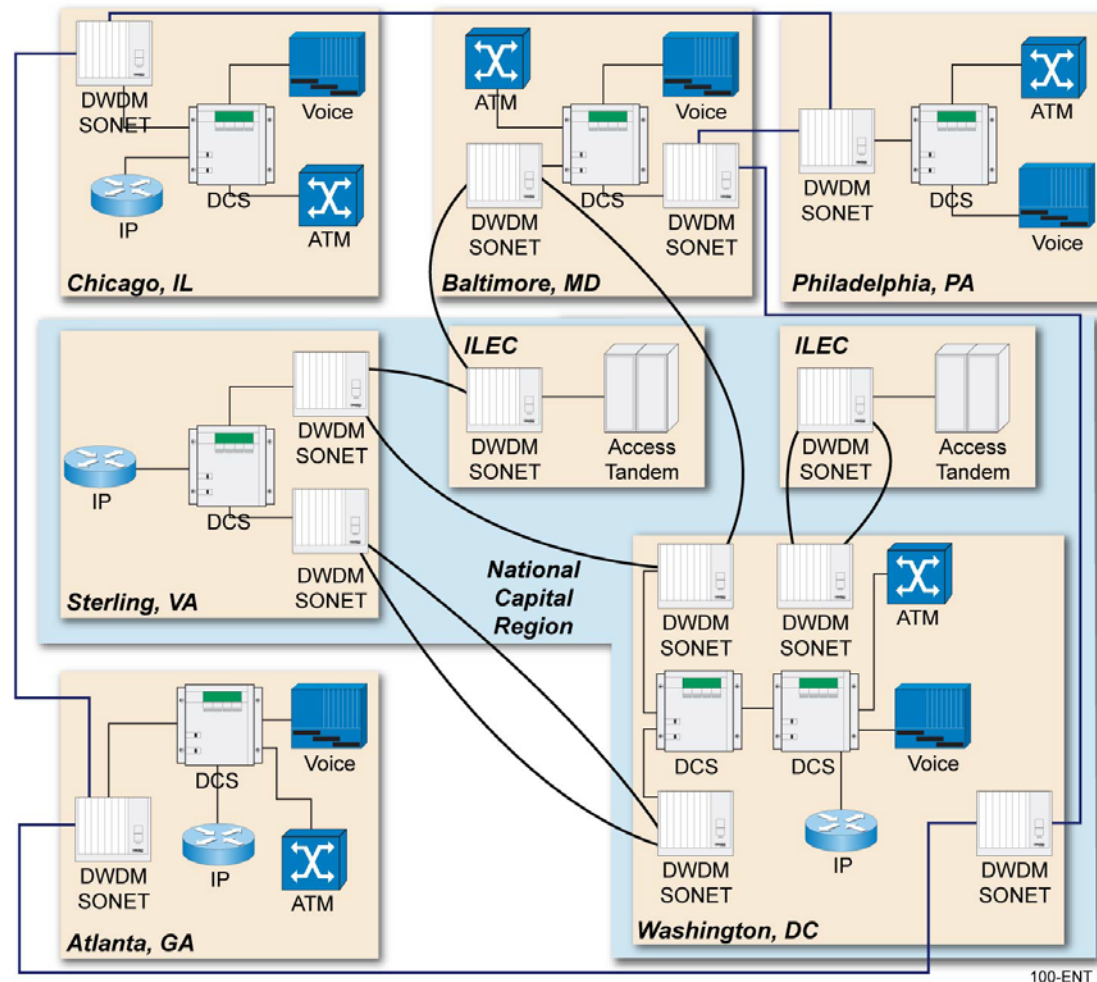 DWDM
SONET
Voice
DCS
IP
ATM
Chicago, IL
ATM
Voice
DWDM
SONET
DCS
DWDM
SONET
Baltimore, MD
ATM
DWDM
SONET
DCS
Voice
Philadelphia, PA
DWDM
SONET
IP
DCS
DWDM
SONET
Sterling, VA
ILEC
DWDM
SONET
Access
Tandem
ILEC
DWDM
SONET
Access
Tandem
National
Capital
Region
DWDM
SONET
DWDM
SONET
ATM
DCS
DCS
Voice
DWDM
SONET
IP
DWDM
SONET
Washington, DC
DCS
Voice
DWDM
SONET
IP
ATM
Atlanta, GA
100-ENT